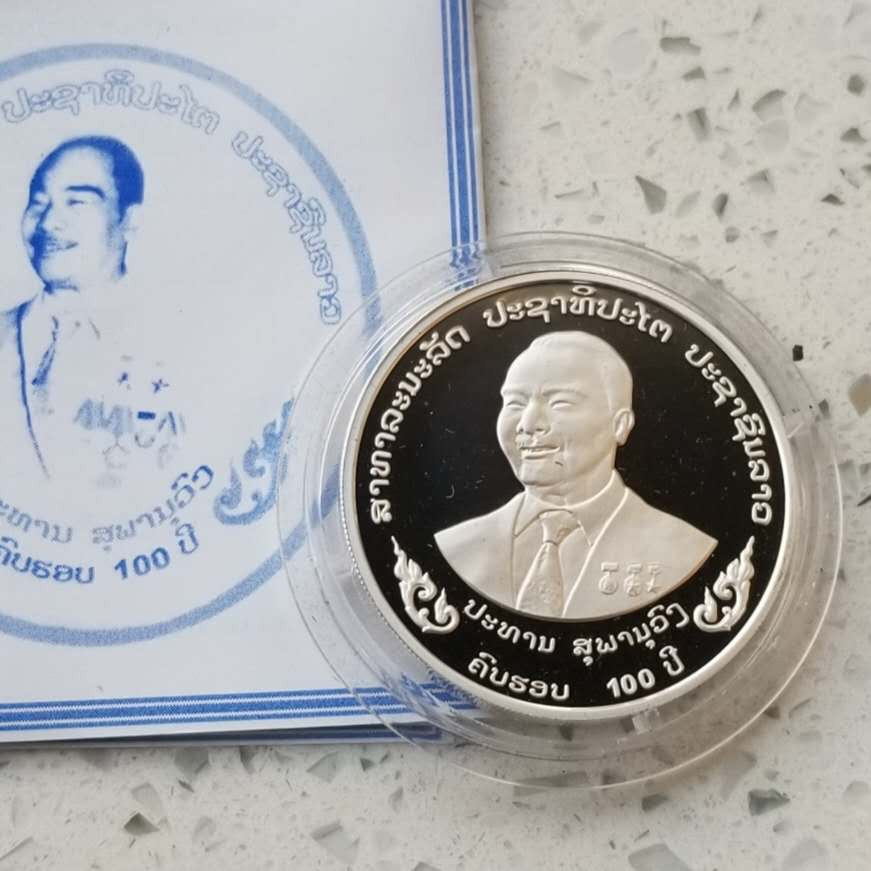 ປະຊາທິປະໄຕ ປະຊາຊົນລາວ
ປະທານ ສຸພານຸວົງ
ຄົບຮອບ 100 ປີ
ສາທາລະນະລັດ ປະຊາທິປະໄຕ ປະຊາຊົນລາວ
ປະທານ ສຸພານຸວົງ
ຄົບຮອບ 100 ປີ